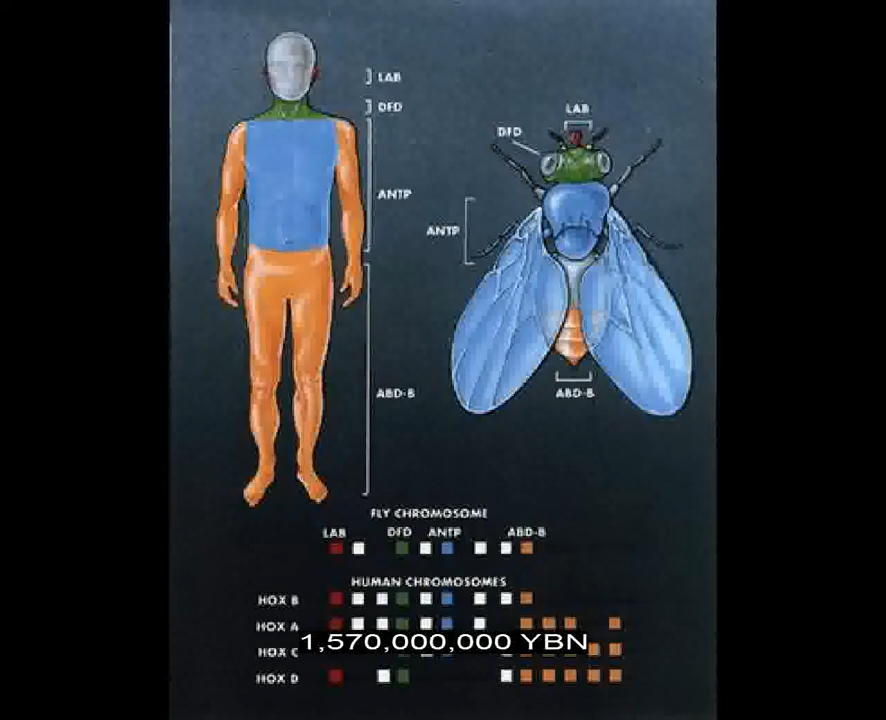 LAB
DFD
ANTP
ABD-B
LAB
DFD
ANTP
ABD-B
FLY CHROMOSOME
LAB DFD ANTP ABD-B
HUMAN CHROMOSOMES
HOX B
HOX A
1,570,000,000 YBN
HOX C
HOX D